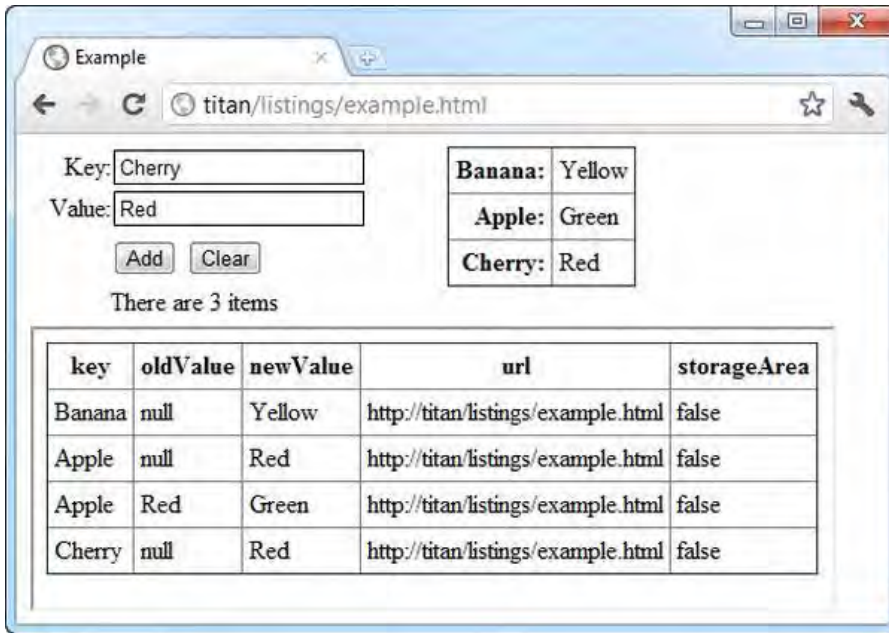 Example
titan/listings/example.html
Key: Cherry
Value: Red
Add Clear
There are 3 items
Banana: Yellow
Apple: Green
Cherry: Red
key oldValue newValue url storageArea
Banana null Yellow http://titan/listings/example.html false
Apple null Red http://titan/listings/example.html false
Apple Red Green http://titan/listings/example.html false
Cherry null Red http://titan/listings/example.html false